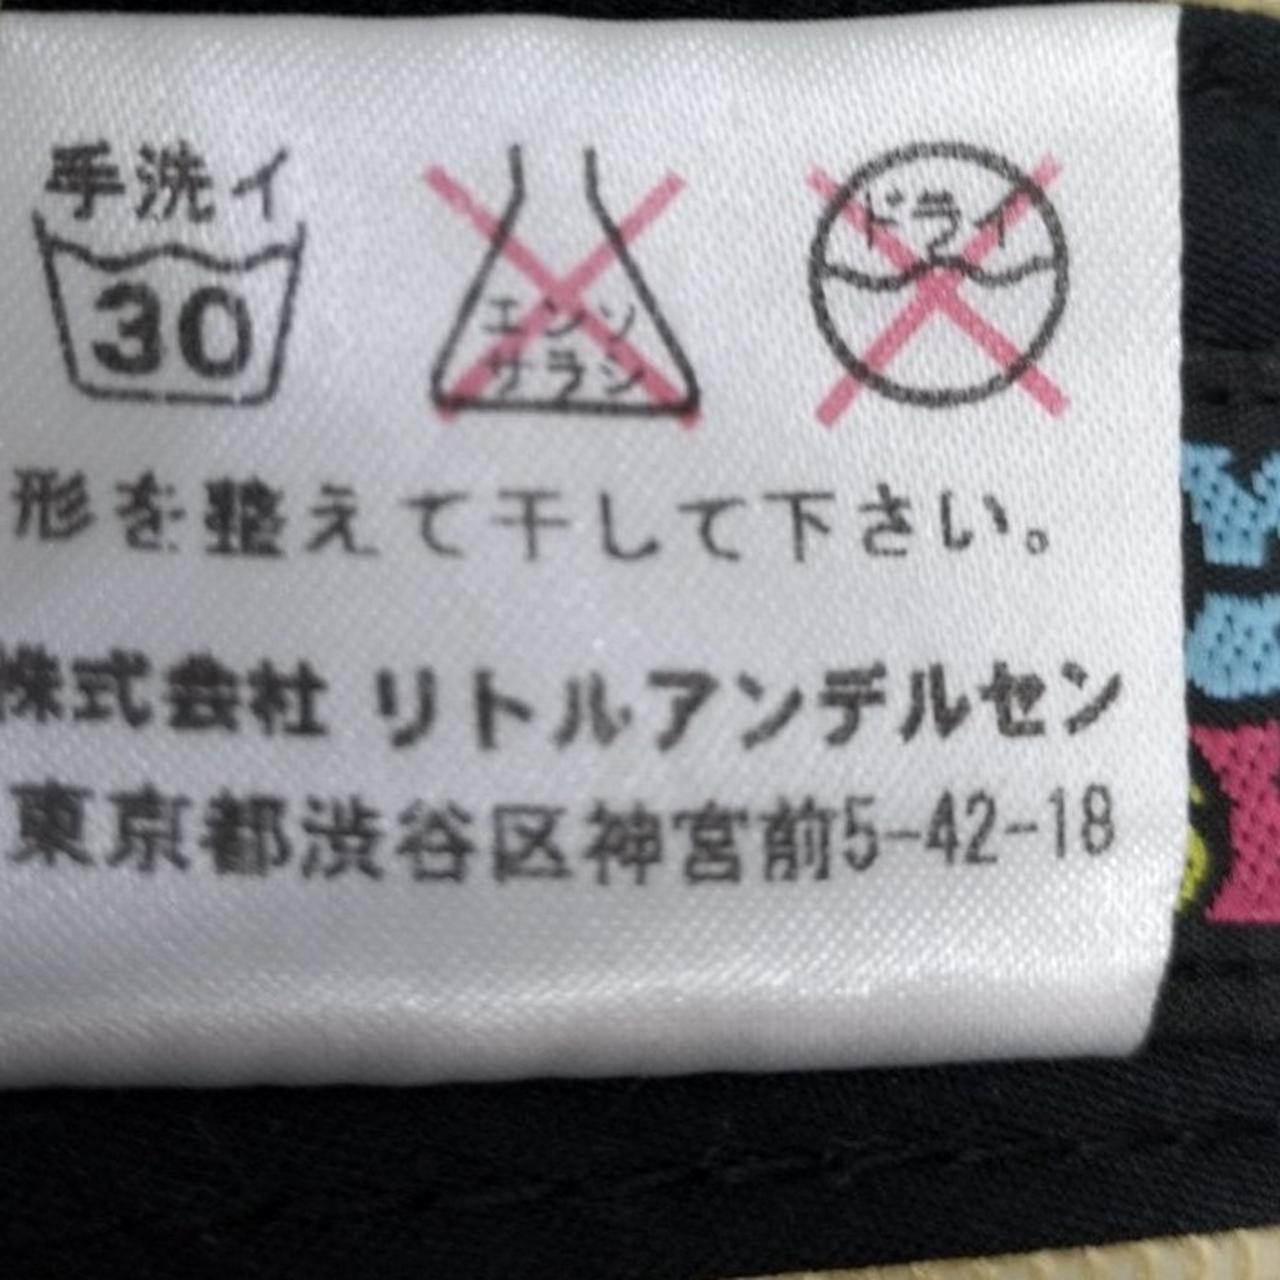 手洗イ
30
エンソ
サラシ
ドライ
形を整えて干して下さい。
株式会社 リトルアンデルセン
東京都渋谷区神宮前5-42-18